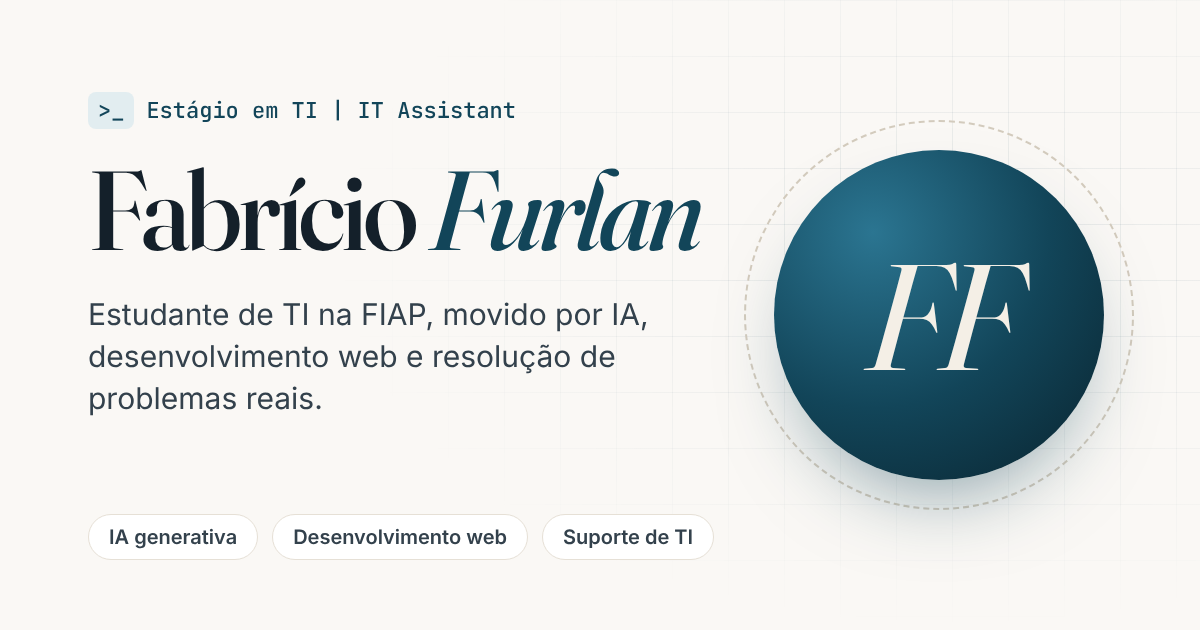 >_ Estágio em TI | IT Assistant
Fabrício Furlan
Estudante de TI na FIAP, movido por IA,
desenvolvimento web e resolução de
problemas reais.
FF
IA generativa
Desenvolvimento web
Suporte de TI